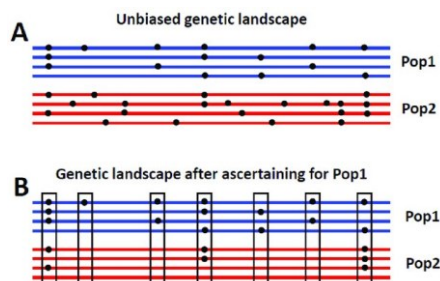 Unbiased genetic landscape
A
Pop1
Pop2
Genetic landscape after ascertaining for Pop1
B
Pop1
Pop2